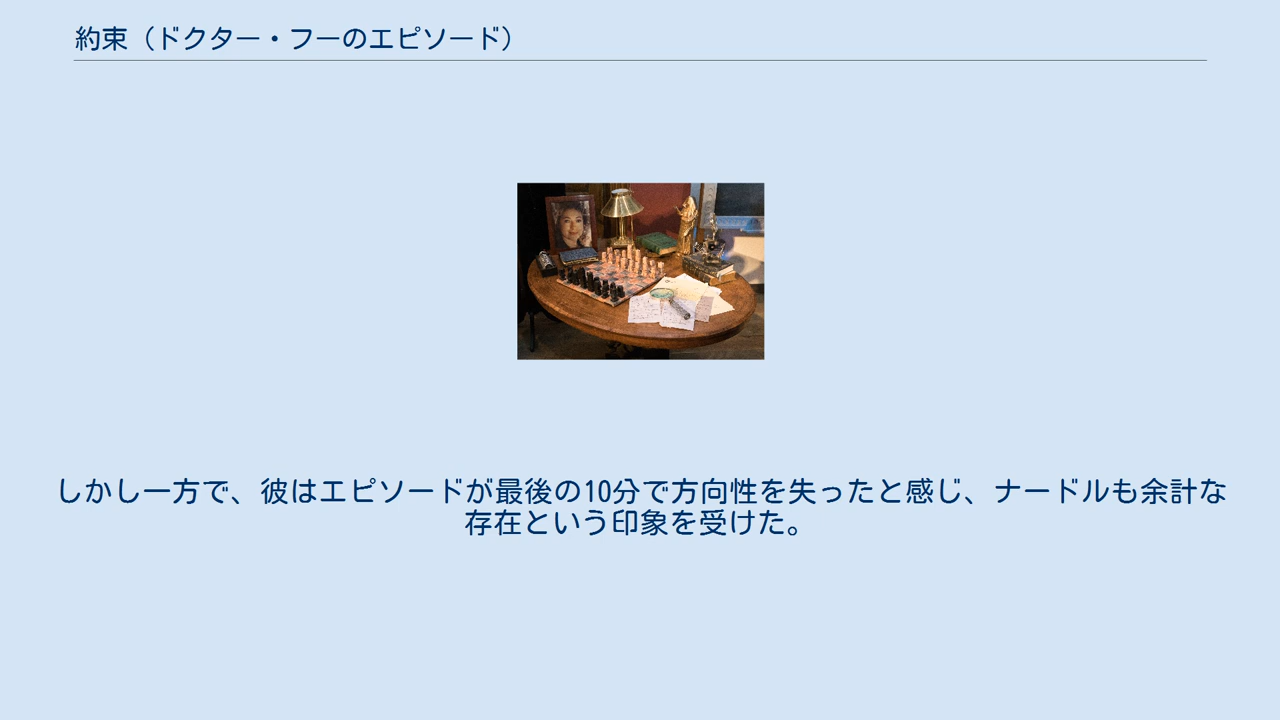 約束（ドクター・フーのエピソード）
しかし一方で、彼はエピソードが最後の10分で方向性を失ったと感じ、ナードルも余計な
存在という印象を受けた。